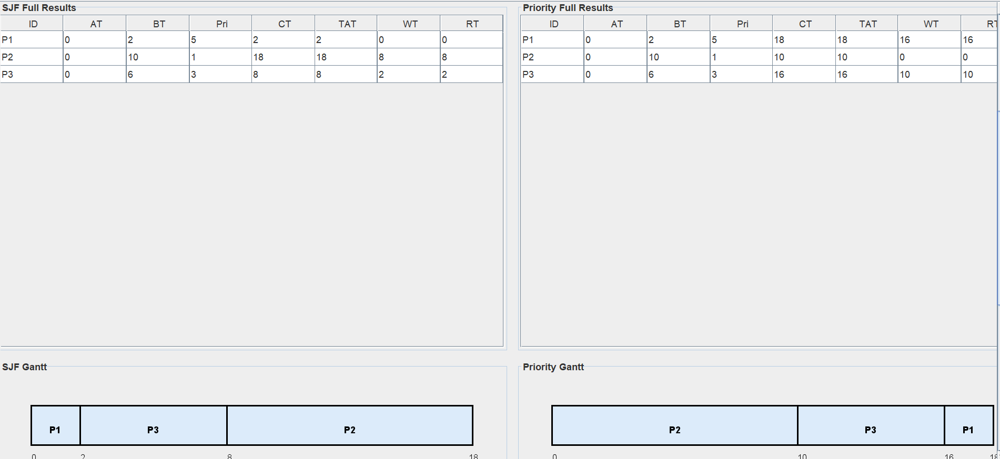 SJF Full Results
ID AT BT Pri CT TAT WT RT
P1 0 2 5 2 2 0 0
P2 0 10 1 18 18 8 8
P3 0 6 3 8 8 2 2
Priority Full Results
ID AT BT Pri CT TAT WT RT
P1 0 2 5 18 18 16 16
P2 0 10 1 10 10 0 0
P3 0 6 3 16 16 10 10
SJF Gantt
P1 P3 P2
0 2 8 18
Priority Gantt
P2 P3 P1
0 10 16 18